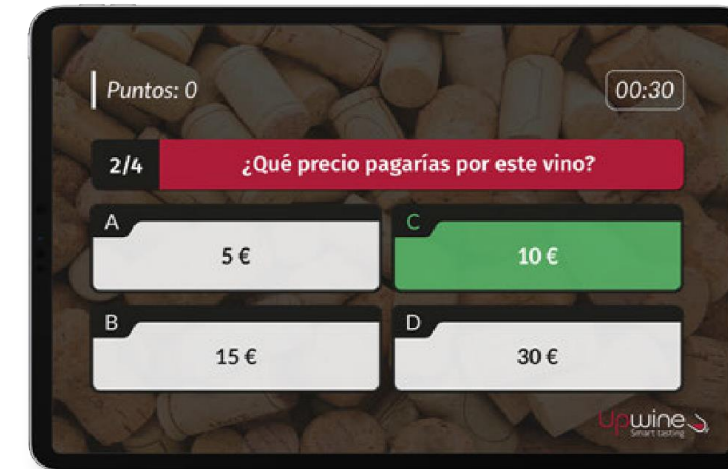 Puntos: 0
00:30
2/4
¿Qué precio pagarías por este vino?
A
5 €
C
10 €
B
15 €
D
30 €
Upwine
Smart tasting